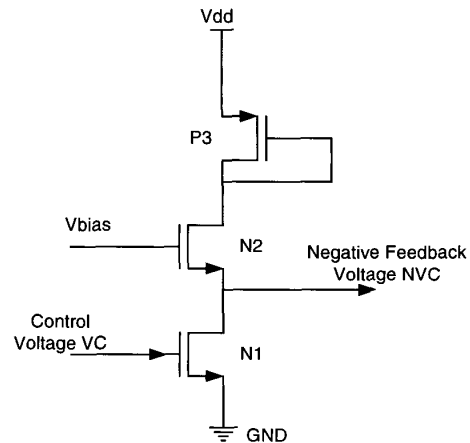 Vdd
P3
Vbias
N2
Negative Feedback
Voltage NVC
Control
Voltage VC
N1
GND